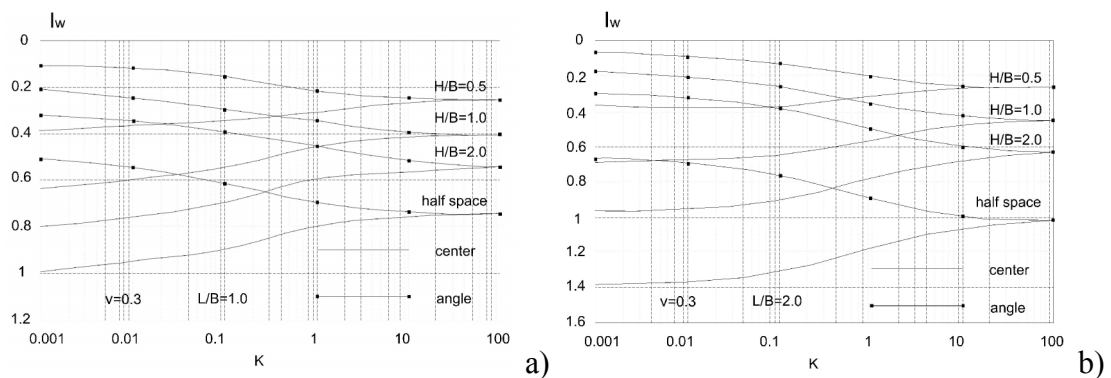 Iw
0
0.2
0.4
0.6
0.8
1
1.2
H/B=0.5
H/B=1.0
H/B=2.0
half space
center
angle
v=0.3 L/B=1.0
0.001 0.01 0.1 1 10 100
K
a)
Iw
0
0.2
0.4
0.6
0.8
1
1.2
1.4
1.6
H/B=0.5
H/B=1.0
H/B=2.0
half space
center
angle
v=0.3 L/B=2.0
0.001 0.01 0.1 1 10 100
K
b)